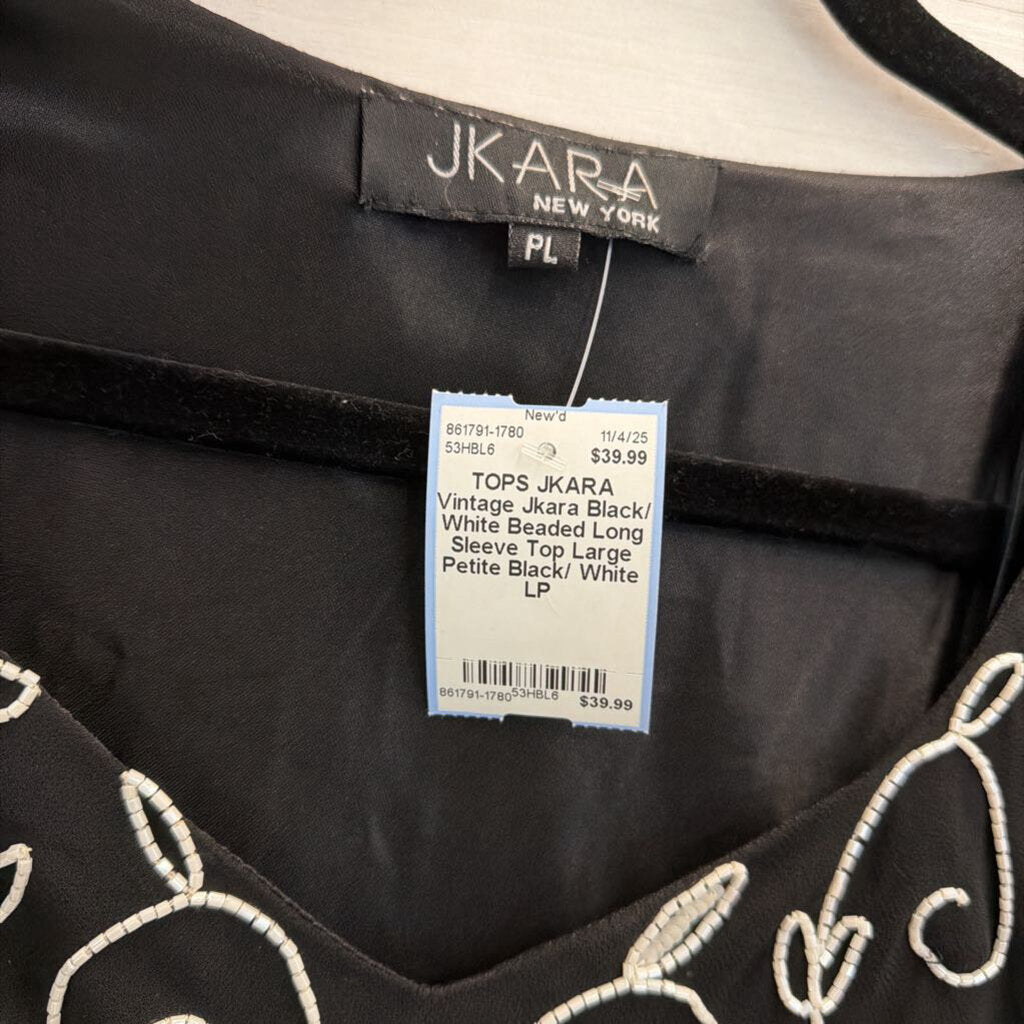 JKARA
NEW YORK
PL
New'd
861791-1780 11/4/25
53HBL6 $39.99
TOPS JKARA
Vintage Jkara Black/
White Beaded Long
Sleeve Top Large
Petite Black/ White
LP
861791-1780 53HBL6 $39.99